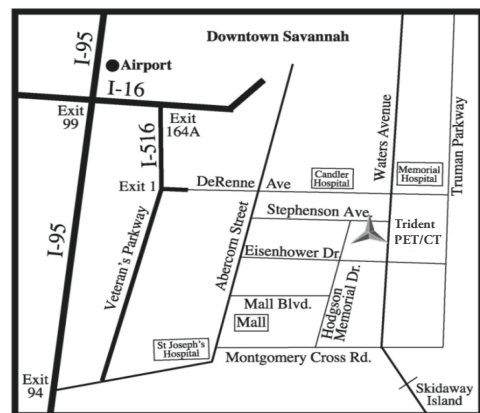 Downtown Savannah
I-95
Airport
I-16
Exit
99
Exit
164A
I-516
Waters Avenue
Truman Parkway
Candler
Hospital
Memorial
Hospital
Exit 1
DeRenne Ave
Stephenson Ave.
Trident
PET/CT
Veteran's Parkway
Abercorn Street
Eisenhower Dr.
I-95
Mall Blvd.
Hodgson
Memorial Dr.
Mall
St Joseph's
Hospital
Montgomery Cross Rd.
Exit
94
Skidaway
Island